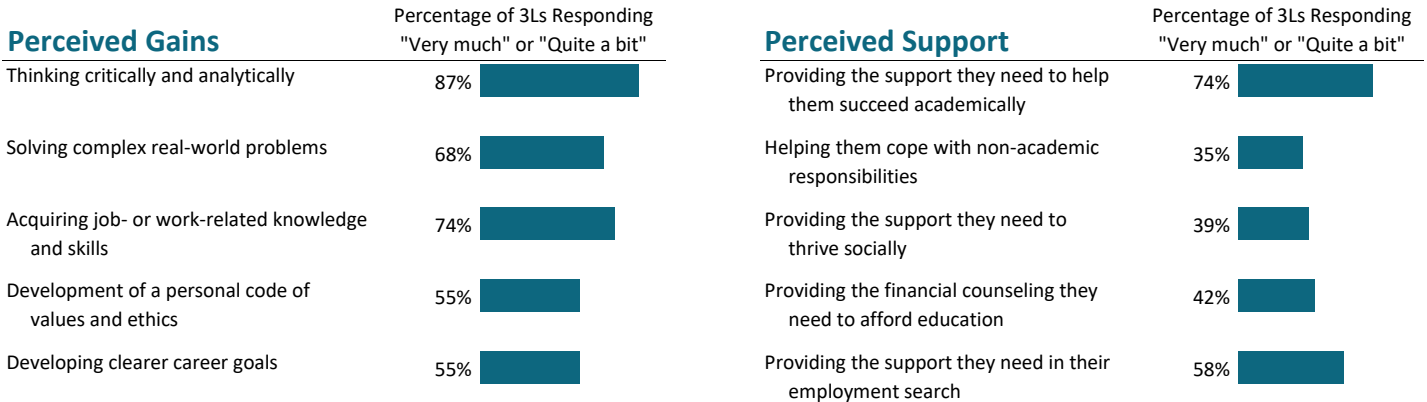 Perceived Gains
Percentage of 3Ls Responding
"Very much" or "Quite a bit"
Thinking critically and analytically
87%
Solving complex real-world problems
68%
Acquiring job- or work-related knowledge
and skills
74%
Development of a personal code of
values and ethics
55%
Developing clearer career goals
55%
Perceived Support
Percentage of 3Ls Responding
"Very much" or "Quite a bit"
Providing the support they need to help
them succeed academically
74%
Helping them cope with non-academic
responsibilities
35%
Providing the support they need to
thrive socially
39%
Providing the financial counseling they
need to afford education
42%
Providing the support they need in their
employment search
58%